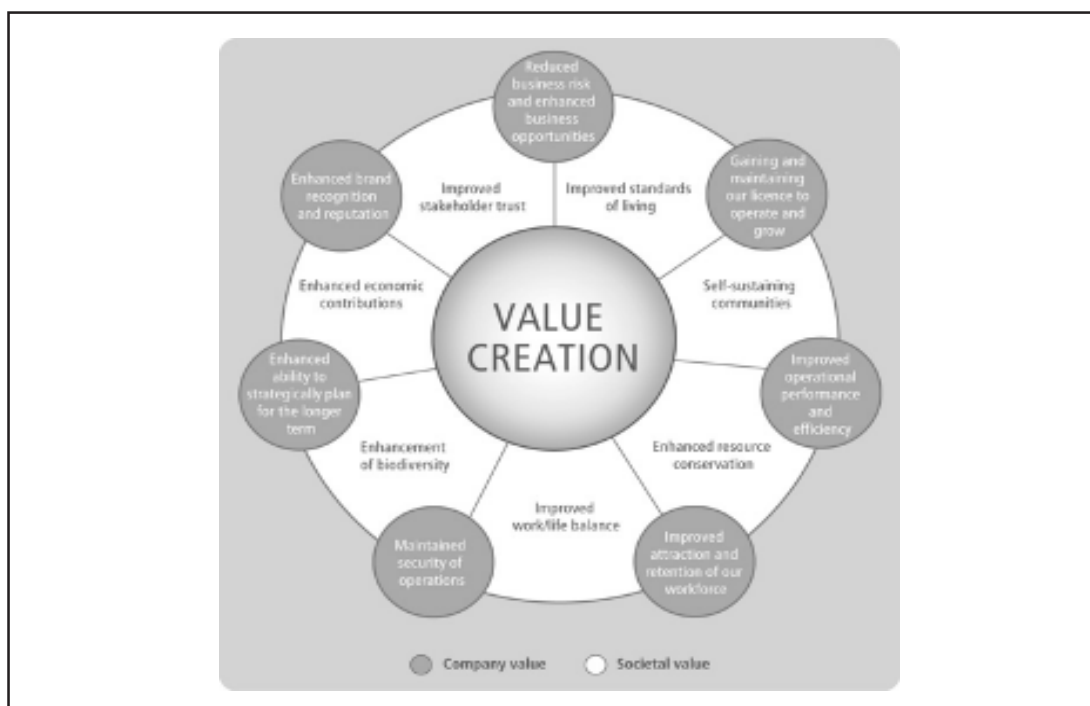 Reduced
business risk
and enhanced
business
opportunities
Gaining and
maintaining
our licence to
operate and
grow
Improved
operational
performance
and
efficiency
Improved
attraction and
retention of our
workforce
Maintained
security of
operations
Enhanced
ability to
strategically plan
for the longer
term
Enhanced brand
recognition
and reputation
Improved
stakeholder trust
Improved standards
of living
Self-sustaining
communities
Enhanced resource
conservation
Improved
work/life balance
Enhancement
of biodiversity
Enhanced economic
contributions
VALUE
CREATION
Company value
Societal value